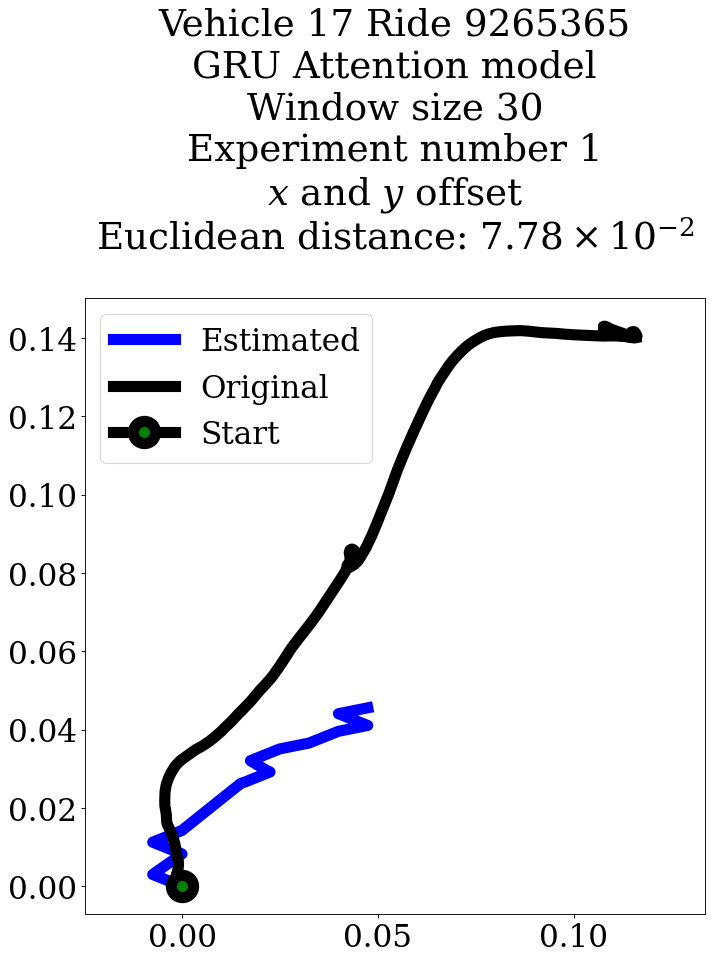 Vehicle 17 Ride 9265365
GRU Attention model
Window size 30
Experiment number 1
x and y offset
Euclidean distance: 7.78 × 10⁻²
Estimated
Original
Start
0.14
0.12
0.10
0.08
0.06
0.04
0.02
0.00
0.00 0.05 0.10